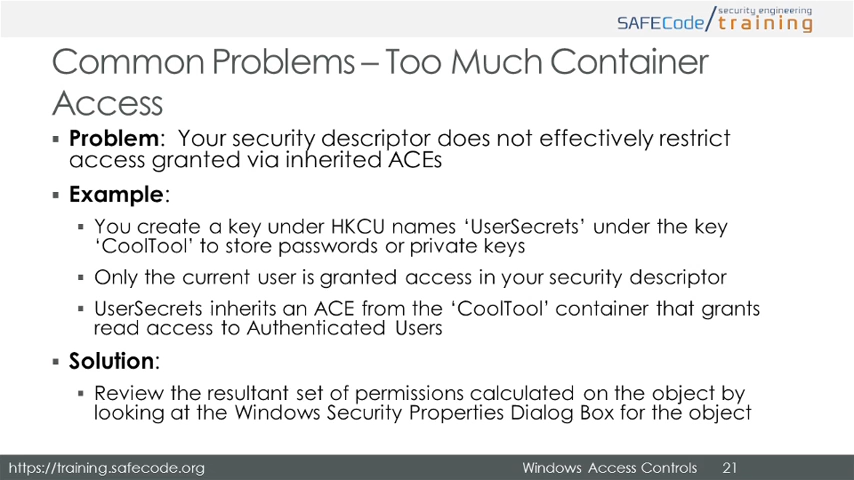 security engineering
SAFECode/training
Common Problems – Too Much Container
Access
▪ Problem: Your security descriptor does not effectively restrict
access granted via inherited ACEs
▪ Example:
▪ You create a key under HKCU names ‘UserSecrets’ under the key
‘CoolTool’ to store passwords or private keys
▪ Only the current user is granted access in your security descriptor
▪ UserSecrets inherits an ACE from the ‘CoolTool’ container that grants
read access to Authenticated Users
▪ Solution:
▪ Review the resultant set of permissions calculated on the object by
looking at the Windows Security Properties Dialog Box for the object
https://training.safecode.org Windows Access Controls 21